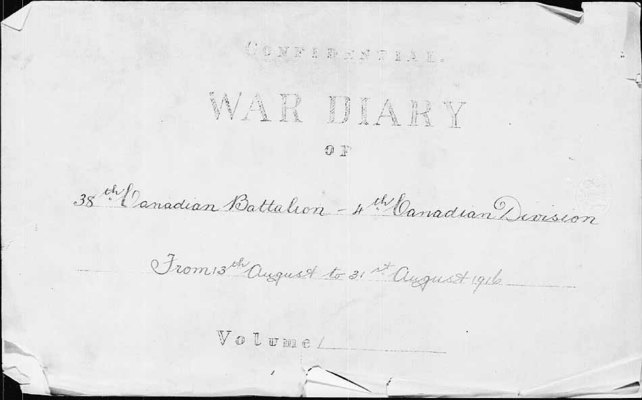 CONFIDENTIAL.
WAR DIARY
OF
38th Canadian Battalion - 4th Canadian Division
From 13th August to 31st August 1916
Volume 1